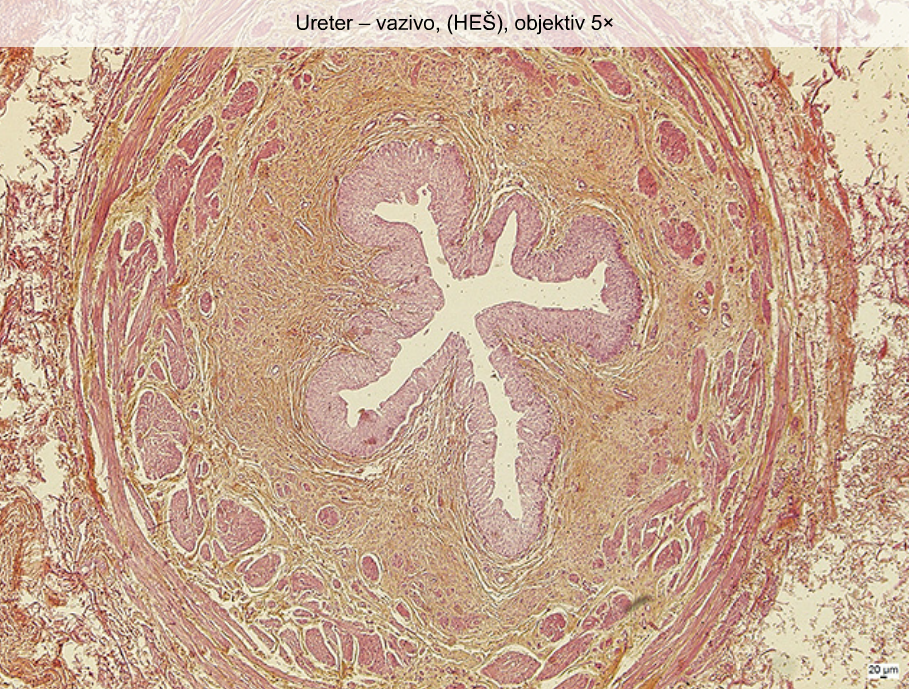 Ureter – vazivo, (HEŠ), objektiv 5×
20 µm